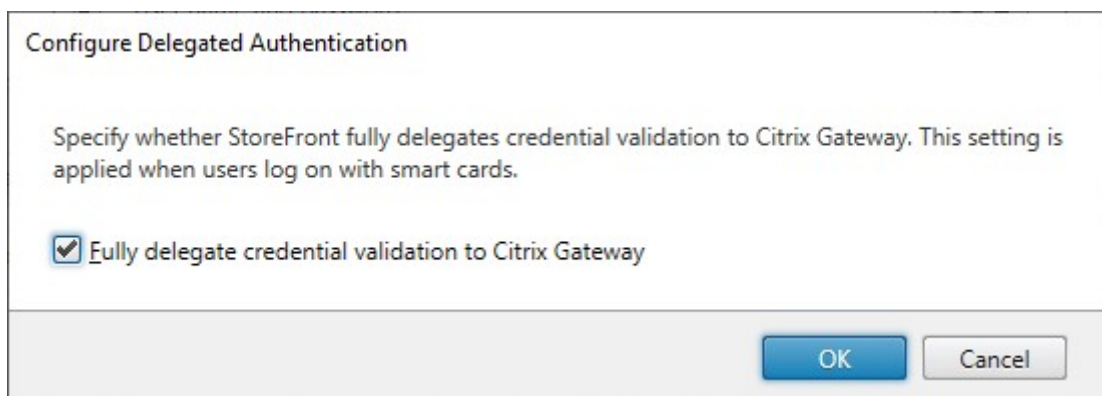 Configure Delegated Authentication
Specify whether StoreFront fully delegates credential validation to Citrix Gateway. This setting is
applied when users log on with smart cards.
Fully delegate credential validation to Citrix Gateway
OK
Cancel